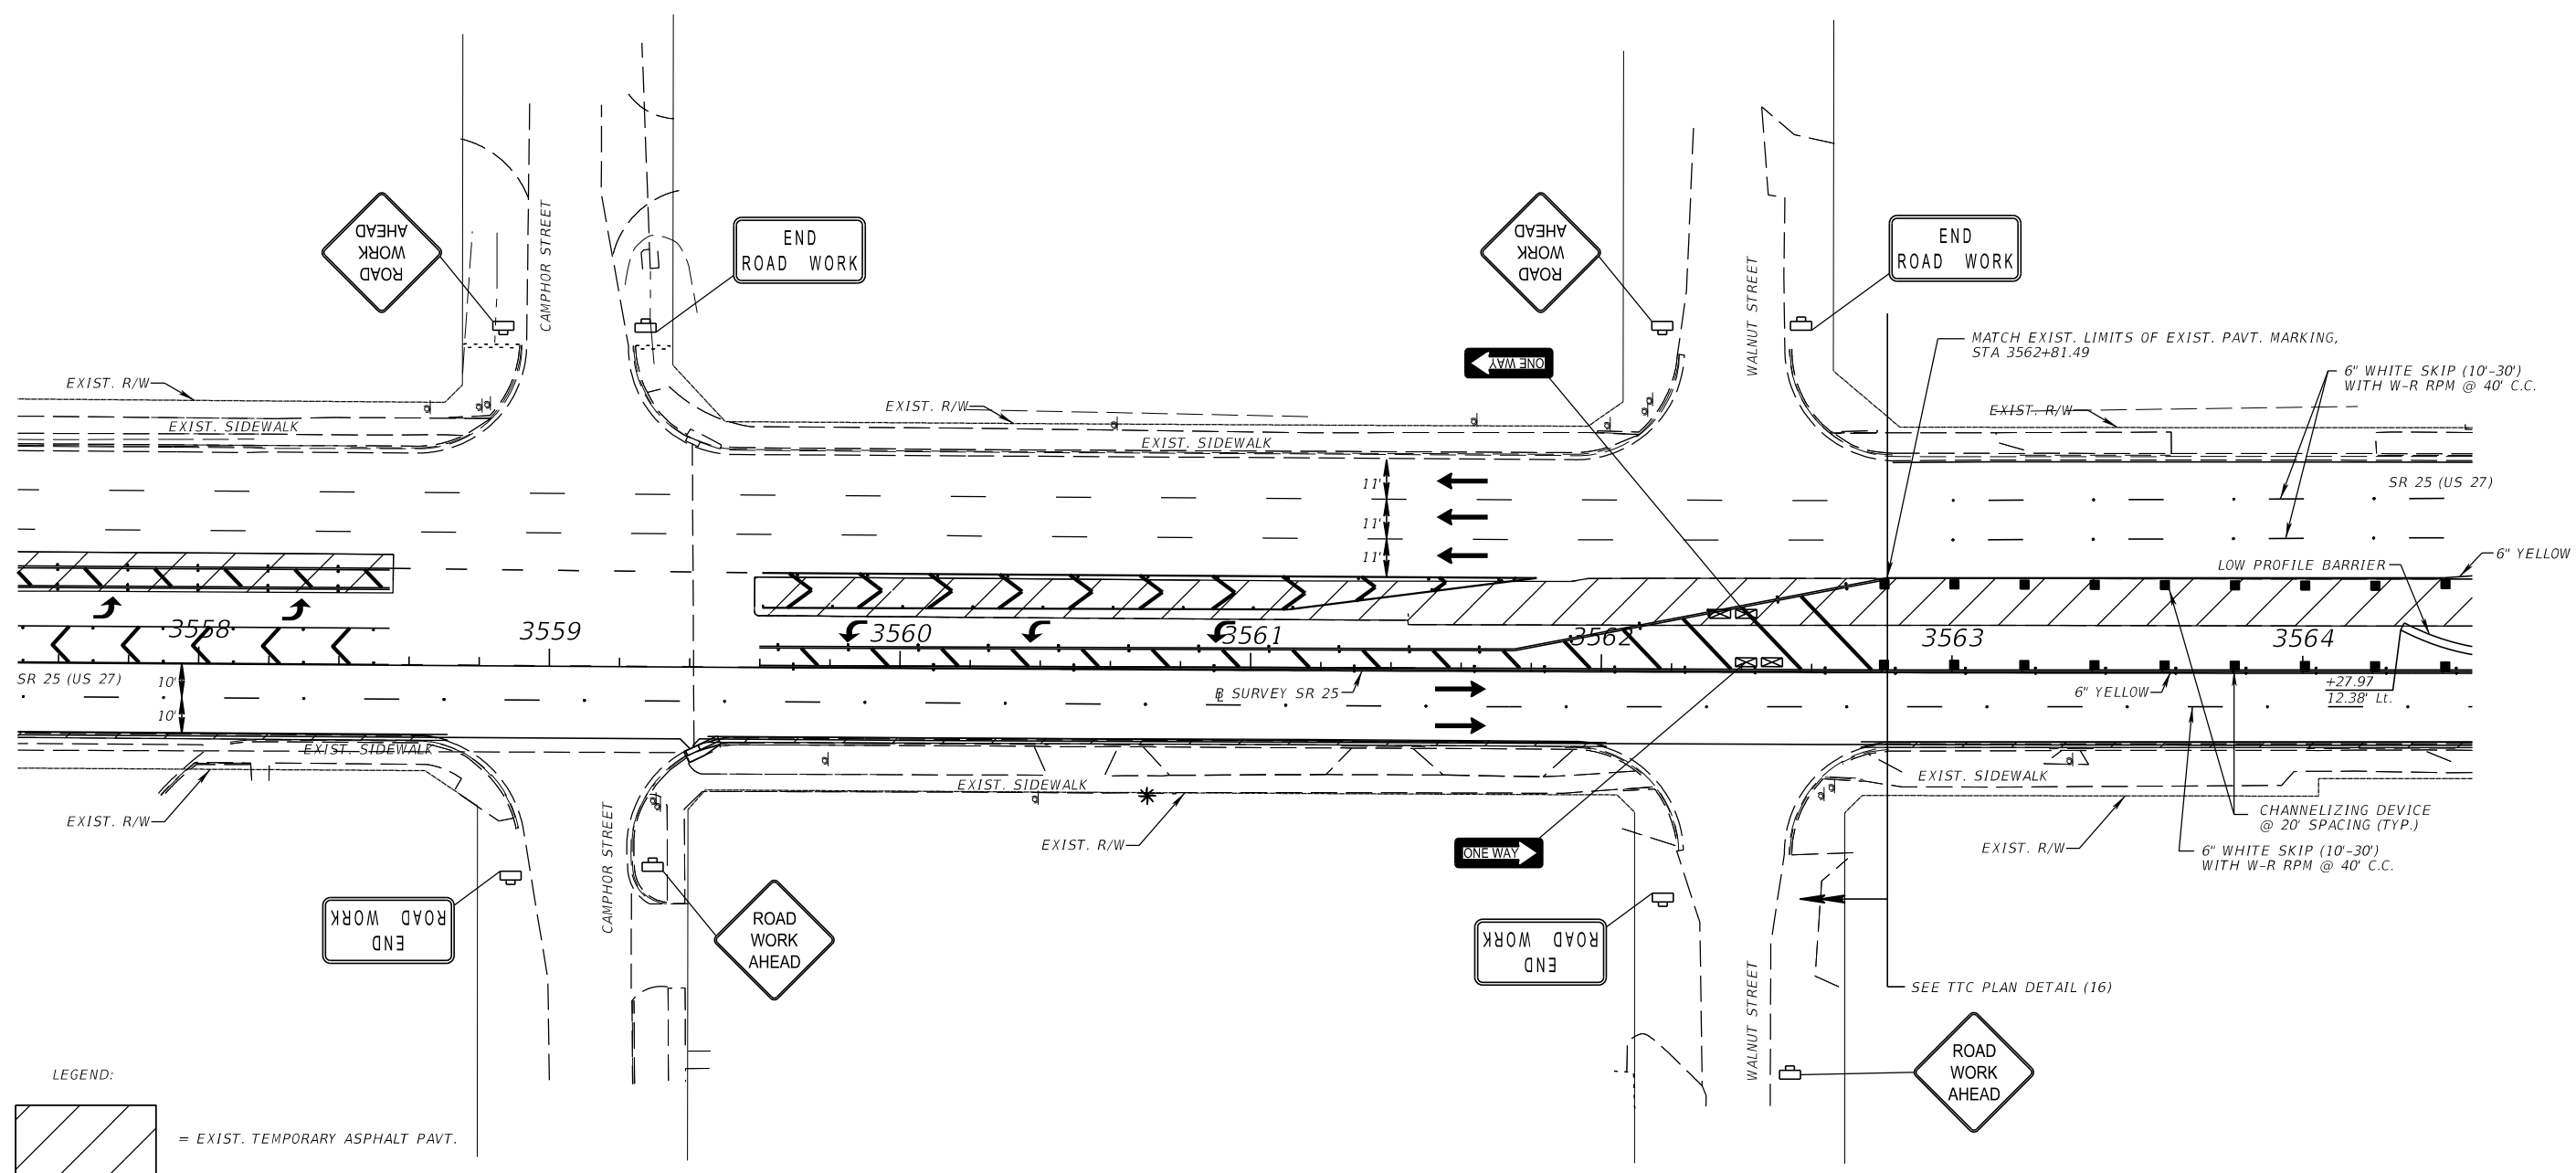 ROAD
WORK
AHEAD
CAMPHOR STREET
END
ROAD WORK
ROAD
WORK
AHEAD
WALNUT STREET
END
ROAD WORK
MATCH EXIST. LIMITS OF EXIST. PAVT. MARKING,
STA 3562+81.49
6" WHITE SKIP (10'-30')
WITH W-R RPM @ 40' C.C.
ONE WAY
EXIST. R/W
EXIST. R/W
EXIST. R/W
EXIST. SIDEWALK
EXIST. SIDEWALK
11'
11'
11'
SR 25 (US 27)
6" YELLOW
LOW PROFILE BARRIER
3558
3559
3560
3561
3562
3563
3564
SR 25 (US 27)
10'
10'
B SURVEY SR 25
6" YELLOW
+27.97
12.38' Lt.
EXIST. SIDEWALK
EXIST. SIDEWALK
EXIST. SIDEWALK
EXIST. R/W
EXIST. R/W
EXIST. R/W
CHANNELIZING DEVICE
@ 20' SPACING (TYP.)
6" WHITE SKIP (10'-30')
WITH W-R RPM @ 40' C.C.
ONE WAY
CAMPHOR STREET
END
ROAD WORK
ROAD
WORK
AHEAD
END
ROAD WORK
WALNUT STREET
SEE TTC PLAN DETAIL (16)
ROAD
WORK
AHEAD
LEGEND:
= EXIST. TEMPORARY ASPHALT PAVT.